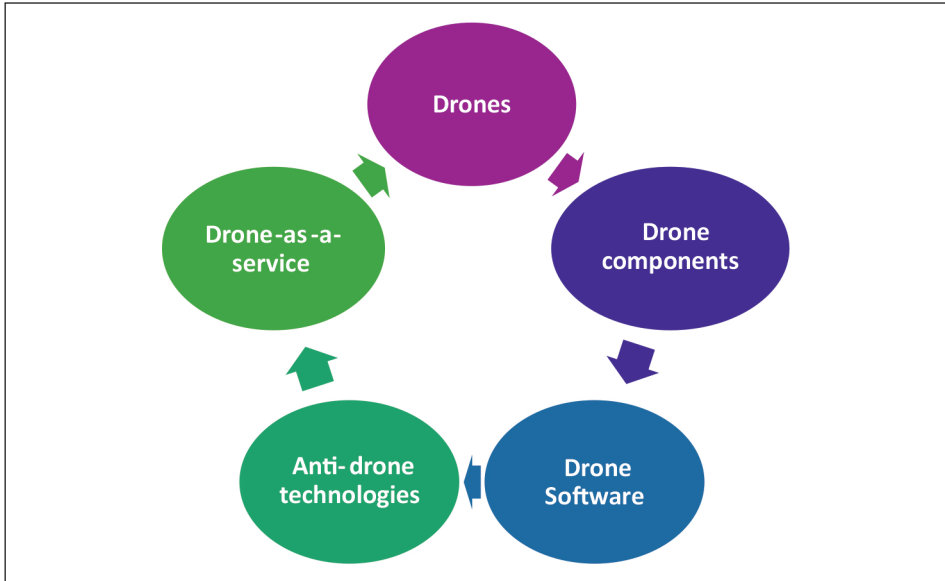 Drones
Drone
components
Drone
Software
Anti-drone
technologies
Drone-as-a-
service